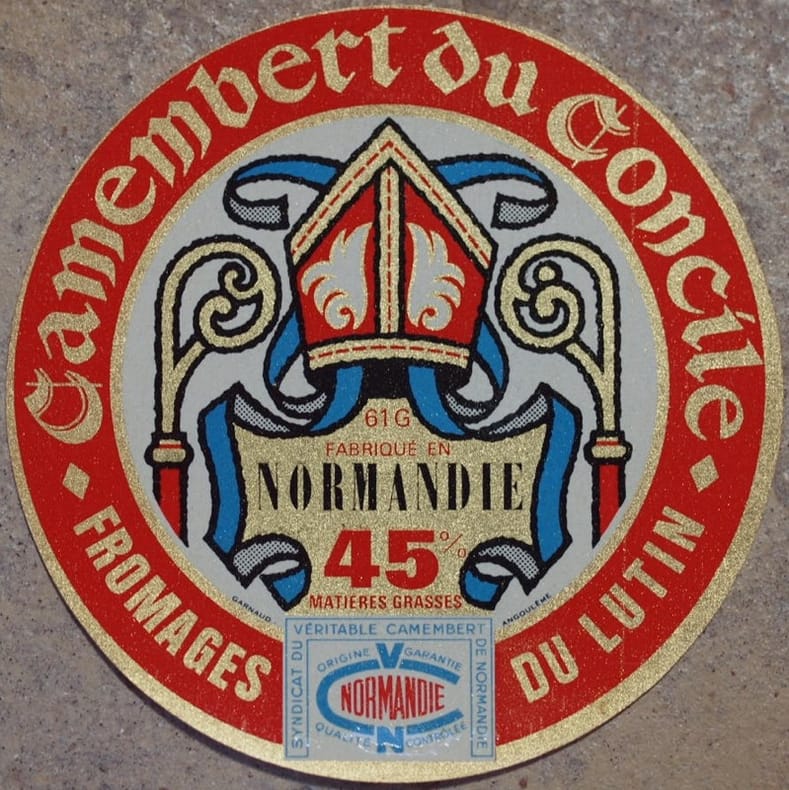 Camembert du Concile
61G
FABRIQUÉ EN
NORMANDIE
45%
MATIÈRES GRASSES
GARNAUD
ANGOULÊME
FROMAGES DU LUTIN
SYNDICAT DU VÉRITABLE CAMEMBERT DE NORMANDIE
ORIGINE GARANTIE
VCN
NORMANDIE
QUALITÉ CONTRÔLÉE